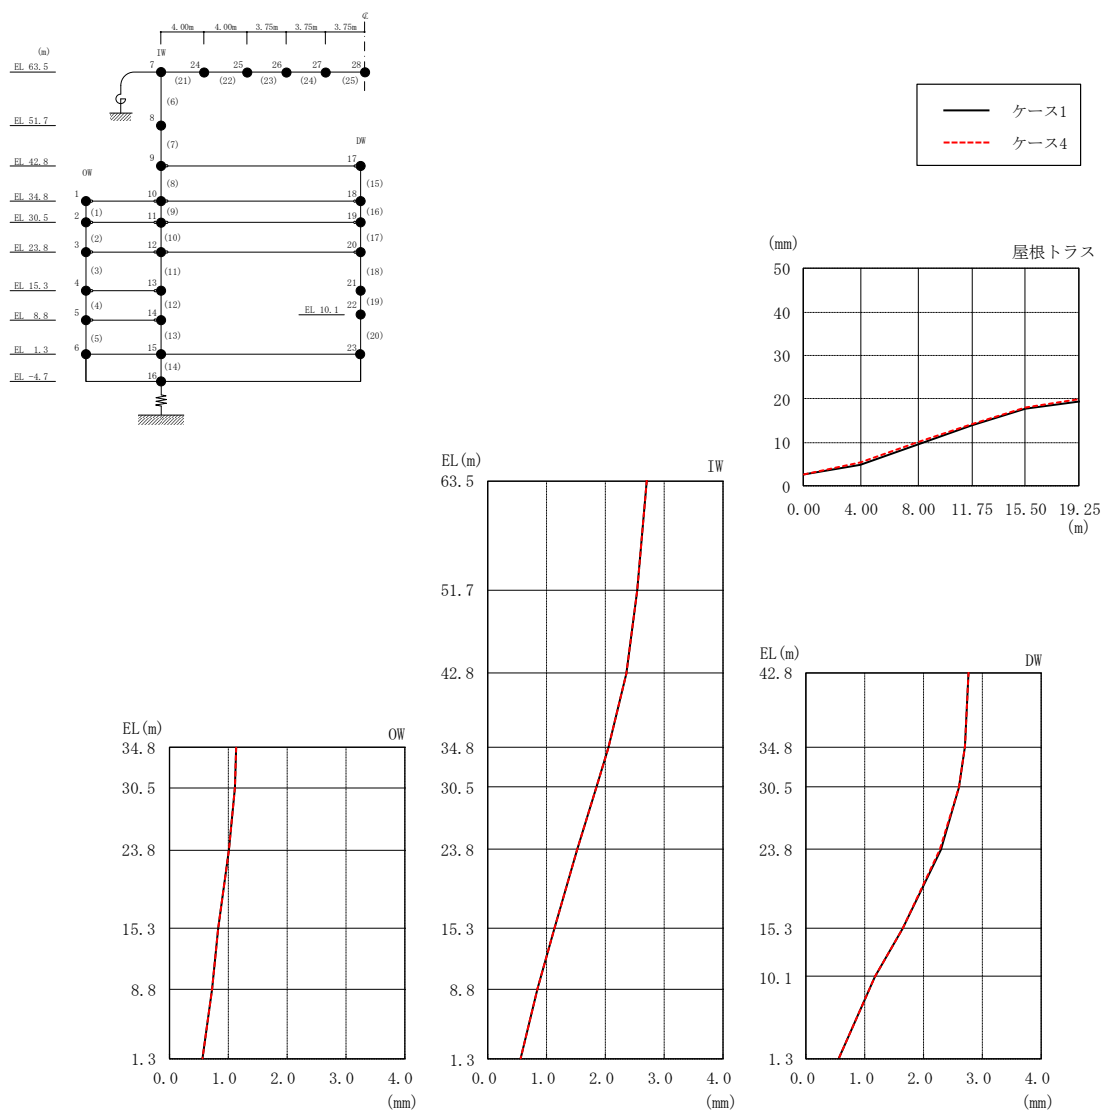 4.00m 4.00m 3.75m 3.75m 3.75m ℄
(m) IW
EL 63.5 7 24 25 26 27 28
(21) (22) (23) (24) (25)
(6)
EL 51.7 8
(7) DW
EL 42.8 9 17
OW (8) (15)
EL 34.8 1 10 18
(1) (9) (16)
EL 30.5 2 11 19
(2) (10) (17)
EL 23.8 3 12 20
(3) (11) (18)
EL 15.3 4 13 21
(4) (12) (19)
EL 8.8 5 14 EL 10.1 22
(5) (13) (20)
EL 1.3 6 15 23
(14)
EL -4.7 16
ケース1
ケース4
(mm) 屋根トラス
50
40
30
20
10
0
0.00 4.00 8.00 11.75 15.50 19.25
(m)
EL(m) IW
63.5
51.7
42.8
34.8
30.5
23.8
15.3
8.8
1.3
0.0 1.0 2.0 3.0 4.0
(mm)
EL(m) DW
42.8
34.8
30.5
23.8
15.3
10.1
1.3
0.0 1.0 2.0 3.0 4.0
(mm)
EL(m) OW
34.8
30.5
23.8
15.3
8.8
1.3
0.0 1.0 2.0 3.0 4.0
(mm)